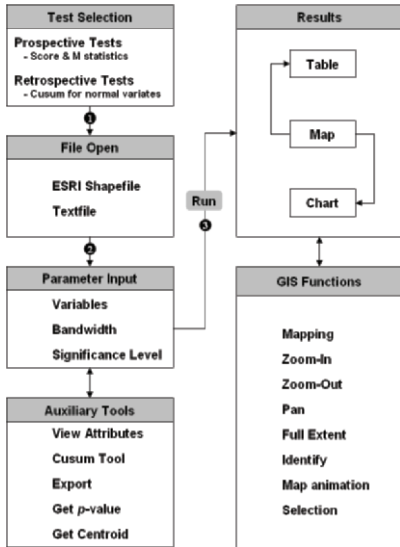 Test Selection
Prospective Tests
- Score & M statistics
Retrospective Tests
- Cusum for normal variates
1
File Open
ESRI Shapefile
Textfile
2
Parameter Input
Variables
Bandwidth
Significance Level
Auxiliary Tools
View Attributes
Cusum Tool
Export
Get p-value
Get Centroid
Run
3
Results
Table
Map
Chart
GIS Functions
Mapping
Zoom-In
Zoom-Out
Pan
Full Extent
Identify
Map animation
Selection